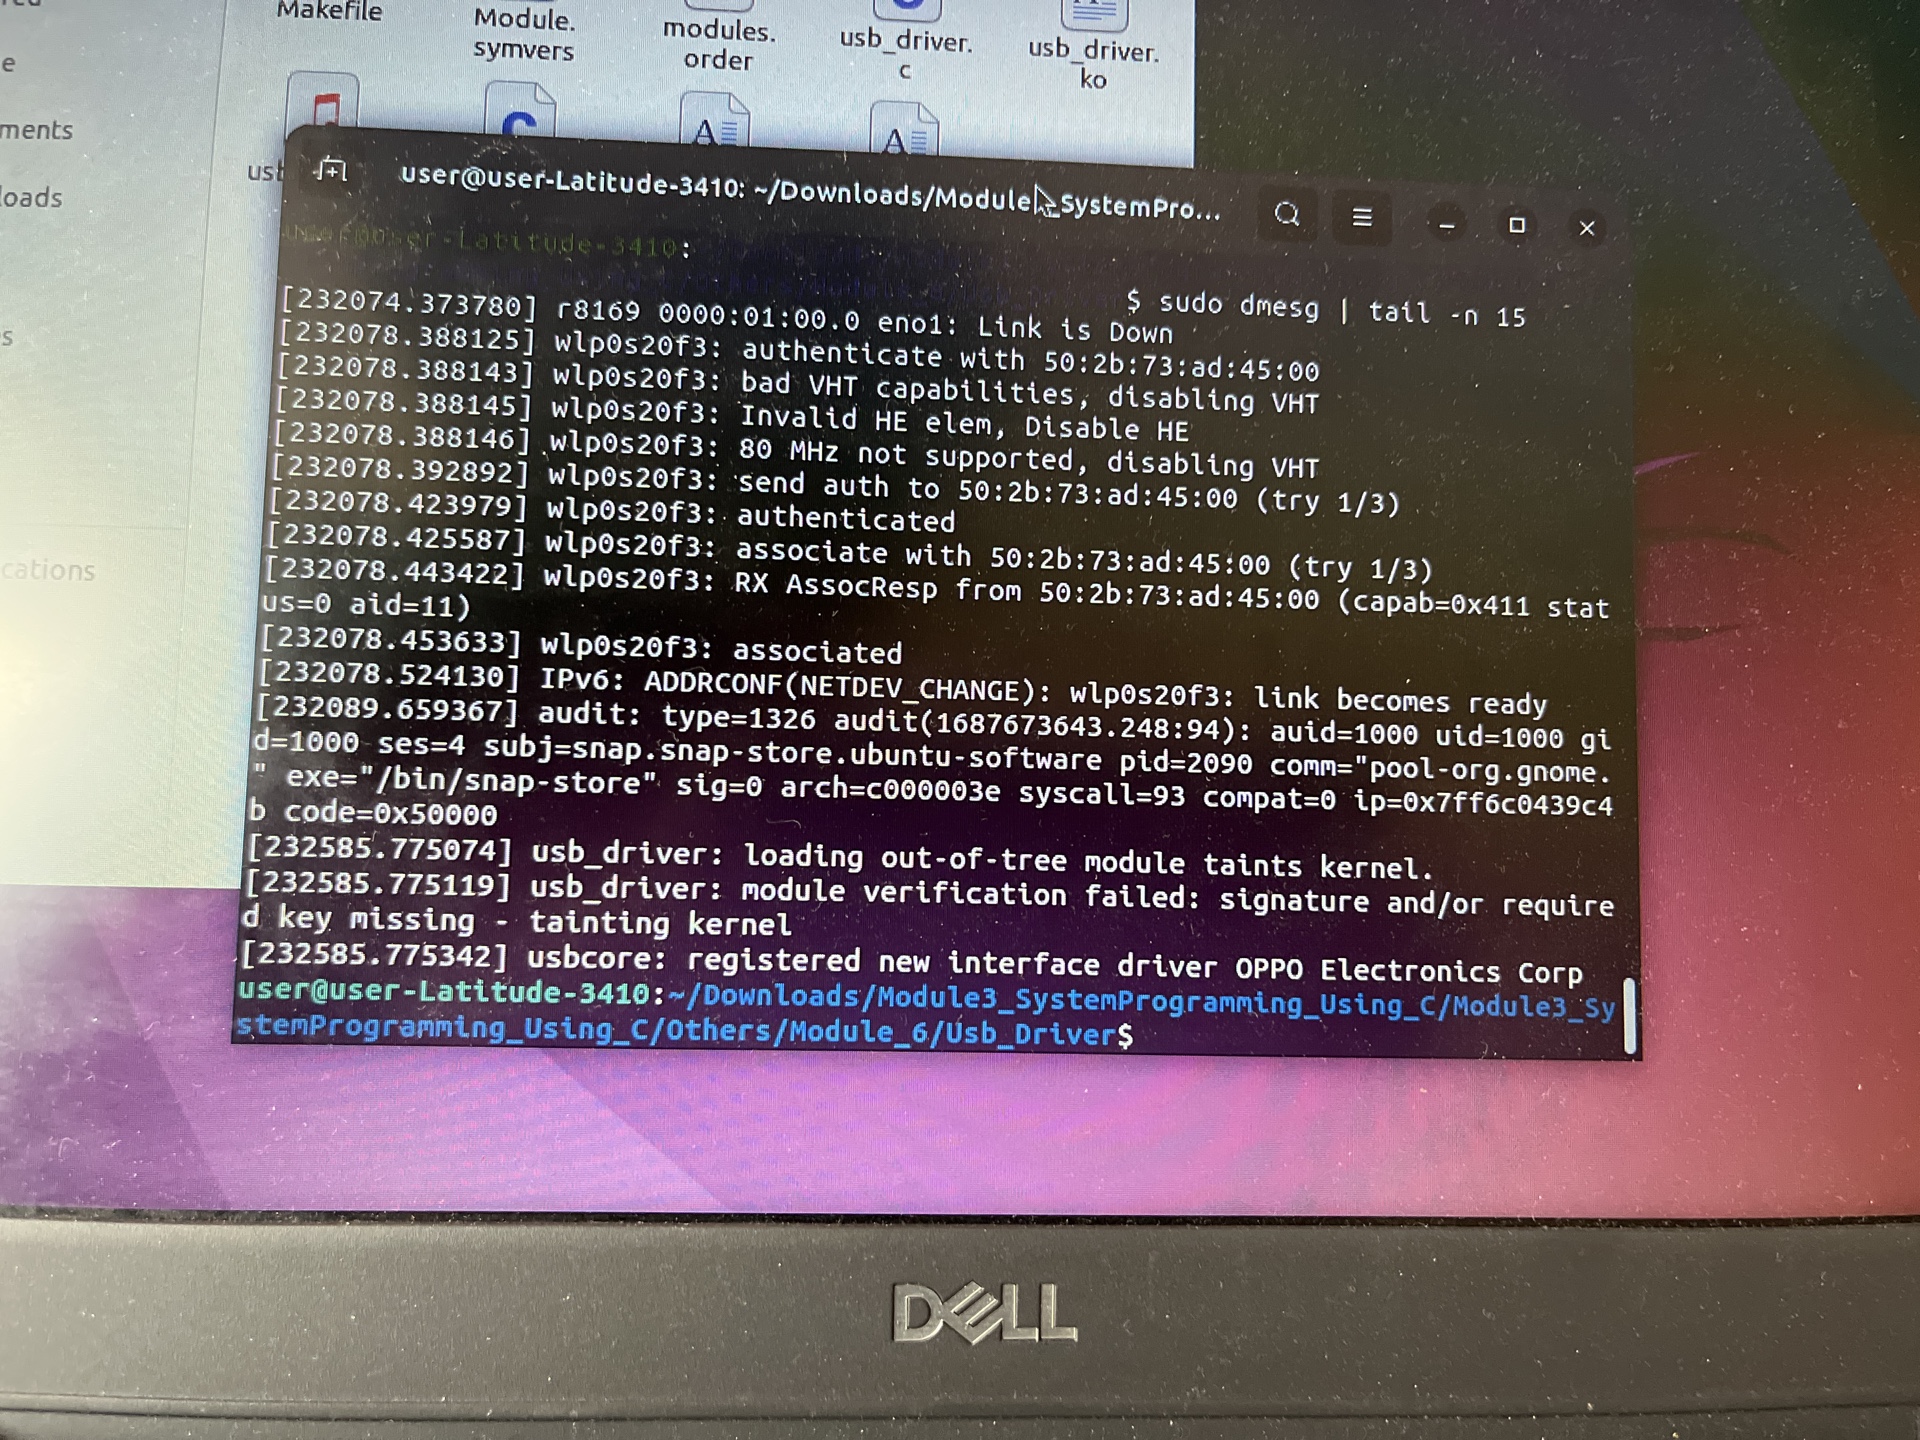 Makefile
Module.
symvers
modules.
order
usb_driver.
c
usb_driver.
ko
e
ments
oads
s
cations
ust
user@user-Latitude-3410: ~/Downloads/Module3_SystemPro...
user@user-Latitude-3410:
$ sudo dmesg | tail -n 15
[232074.373780] r8169 0000:01:00.0 eno1: Link is Down
[232078.388125] wlp0s20f3: authenticate with 50:2b:73:ad:45:00
[232078.388143] wlp0s20f3: bad VHT capabilities, disabling VHT
[232078.388145] wlp0s20f3: Invalid HE elem, Disable HE
[232078.388146] wlp0s20f3: 80 MHz not supported, disabling VHT
[232078.392892] wlp0s20f3: send auth to 50:2b:73:ad:45:00 (try 1/3)
[232078.423979] wlp0s20f3: authenticated
[232078.425587] wlp0s20f3: associate with 50:2b:73:ad:45:00 (try 1/3)
[232078.443422] wlp0s20f3: RX AssocResp from 50:2b:73:ad:45:00 (capab=0x411 stat
us=0 aid=11)
[232078.453633] wlp0s20f3: associated
[232078.524130] IPv6: ADDRCONF(NETDEV_CHANGE): wlp0s20f3: link becomes ready
[232089.659367] audit: type=1326 audit(1687673643.248:94): auid=1000 uid=1000 gi
d=1000 ses=4 subj=snap.snap-store.ubuntu-software pid=2090 comm="pool-org.gnome.
" exe="/bin/snap-store" sig=0 arch=c000003e syscall=93 compat=0 ip=0x7ff6c0439c4
b code=0x50000
[232585.775074] usb_driver: loading out-of-tree module taints kernel.
[232585.775119] usb_driver: module verification failed: signature and/or require
d key missing - tainting kernel
[232585.775342] usbcore: registered new interface driver OPPO Electronics Corp
user@user-Latitude-3410:~/Downloads/Module3_SystemProgramming_Using_C/Module3_Sy
stemProgramming_Using_C/Others/Module_6/Usb_Driver$
DELL